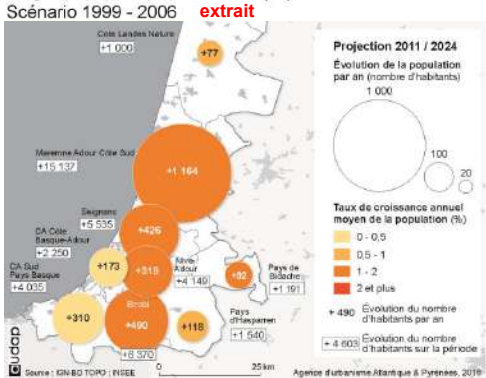 Scénario 1999 - 2006 extrait
Côte Landes Nature
+1 000
+77
Maremne Adour Côte Sud
+15 137
+1 164
Seignanx
+5 535
+426
CA Côte
Basque-Adour
+2 250
+173
+319
Nive-
Adour
+4 149
CA Sud
Pays Basque
+4 035
+310
Errobi
+490
+6 370
+92
Pays de
Bidache
+1 191
+118
Pays
d'Hasparren
+1 540
Projection 2011 / 2024
Évolution de la population
par an (nombre d'habitants)
1 000
100
20
Taux de croissance annuel
moyen de la population (%)
0 - 0,5
0,5 - 1
1 - 2
2 et plus
+ 490 Évolution du nombre
d'habitants par an
+ 4 603 Évolution du nombre
d'habitants sur la période
audap
Source : IGN-BD TOPO ; INSEE
0 25 km
Agence d'urbanisme Atlantique & Pyrénées, 2016